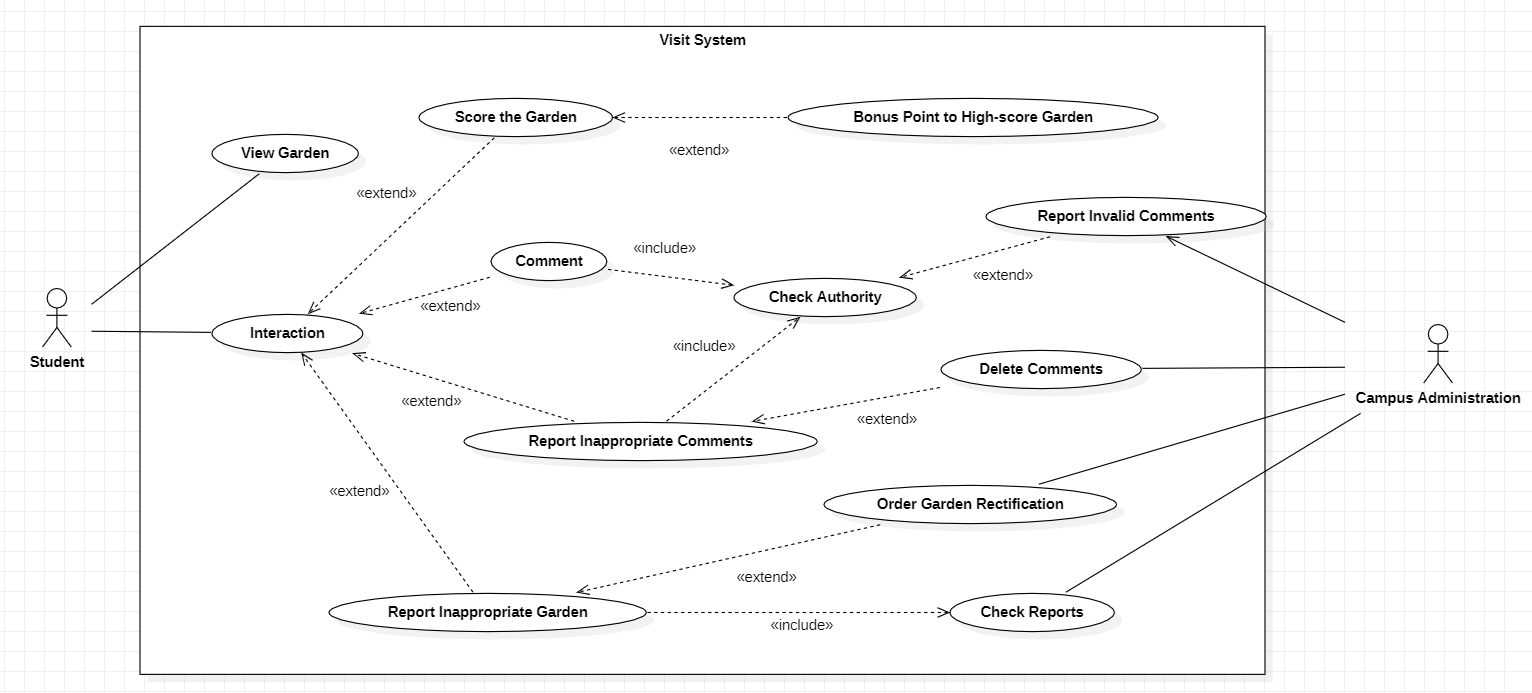 Visit System
Score the Garden
Bonus Point to High-score Garden
«extend»
View Garden
«extend»
Report Invalid Comments
Comment
«include»
«extend»
Check Authority
«extend»
Student
Interaction
«include»
Delete Comments
Campus Administration
«extend»
«extend»
Report Inappropriate Comments
«extend»
Order Garden Rectification
«extend»
Report Inappropriate Garden
Check Reports
«include»